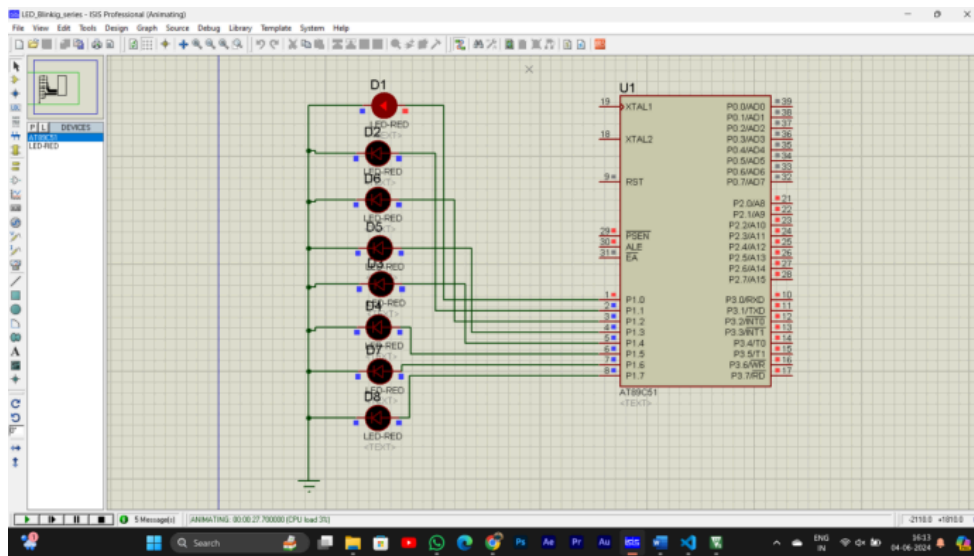 LED_Blinkig_series - ISIS Professional (Animating)
File View Edit Tools Design Graph Source Debug Library Template System Help
P L DEVICES
AT89C51
LED-RED
D1
LED-RED
D2
LED-RED
<TEXT>
D6
LED-RED
D5
LED-RED
D3
LED-RED
D4
LED-RED
D7
LED-RED
D8
LED-RED
<TEXT>
U1
19 XTAL1
18 XTAL2
9 RST
29 PSEN
30 ALE
31 EA
1 P1.0
2 P1.1
3 P1.2
4 P1.3
5 P1.4
6 P1.5
7 P1.6
8 P1.7
P0.0/AD0 39
P0.1/AD1 38
P0.2/AD2 37
P0.3/AD3 36
P0.4/AD4 35
P0.5/AD5 34
P0.6/AD6 33
P0.7/AD7 32
P2.0/A8 21
P2.1/A9 22
P2.2/A10 23
P2.3/A11 24
P2.4/A12 25
P2.5/A13 26
P2.6/A14 27
P2.7/A15 28
P3.0/RXD 10
P3.1/TXD 11
P3.2/INT0 12
P3.3/INT1 13
P3.4/T0 14
P3.5/T1 15
P3.6/WR 16
P3.7/RD 17
AT89C51
<TEXT>
5 Message(s) ANIMATING: 00:00:27.700000 (CPU load 3%) -2110.0 +1810.0
Search Ps Ae Pr Au ISIS ENG IN 16:13 04-06-2024